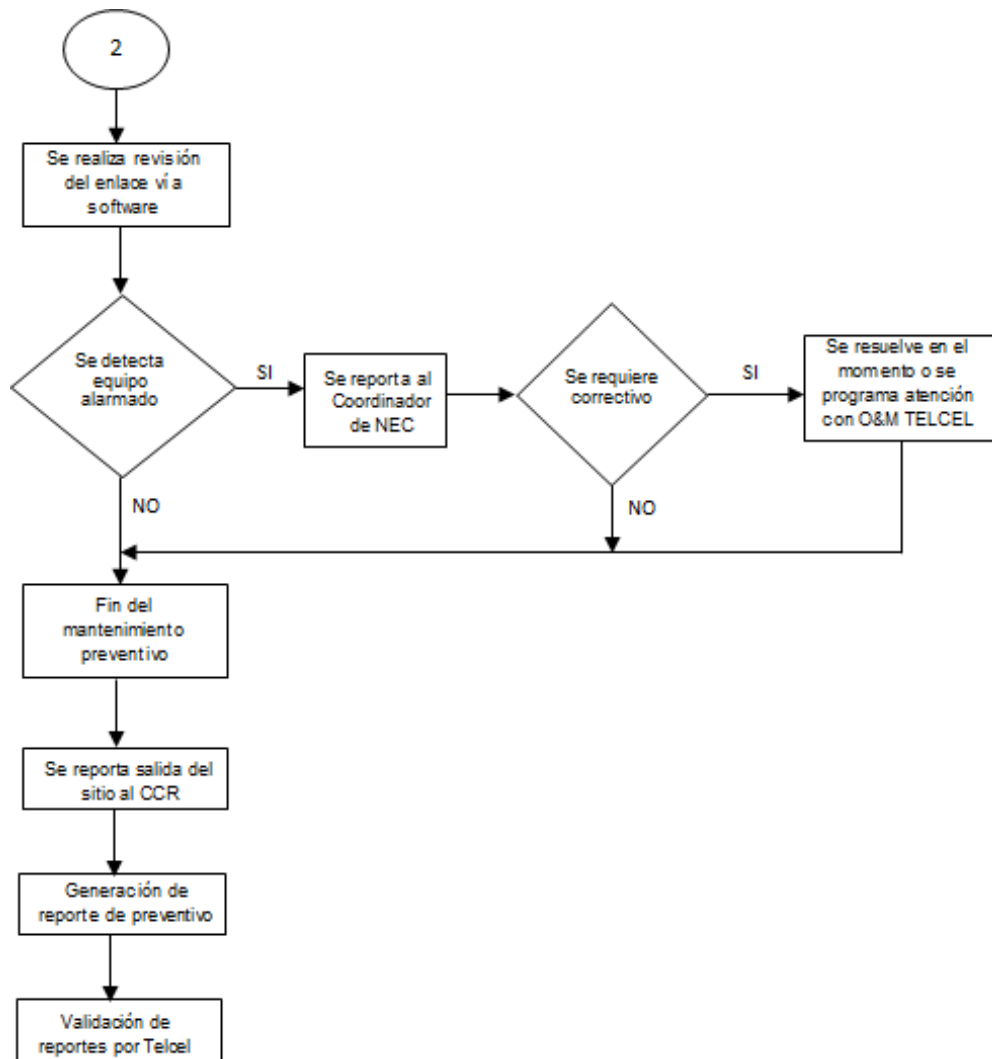 2
Se realiza revisión
del enlace vía
software
Se detecta
equipo
alarmado
SI
Se reporta al
Coordinador
de NEC
Se requiere
correctivo
SI
Se resuelve en el
momento o se
programa atención
con O&M TELCEL
NO
NO
Fin del
mantenimiento
preventivo
Se reporta salida del
sitio al CCR
Generación de
reporte de preventivo
Validación de
reportes por Telcel